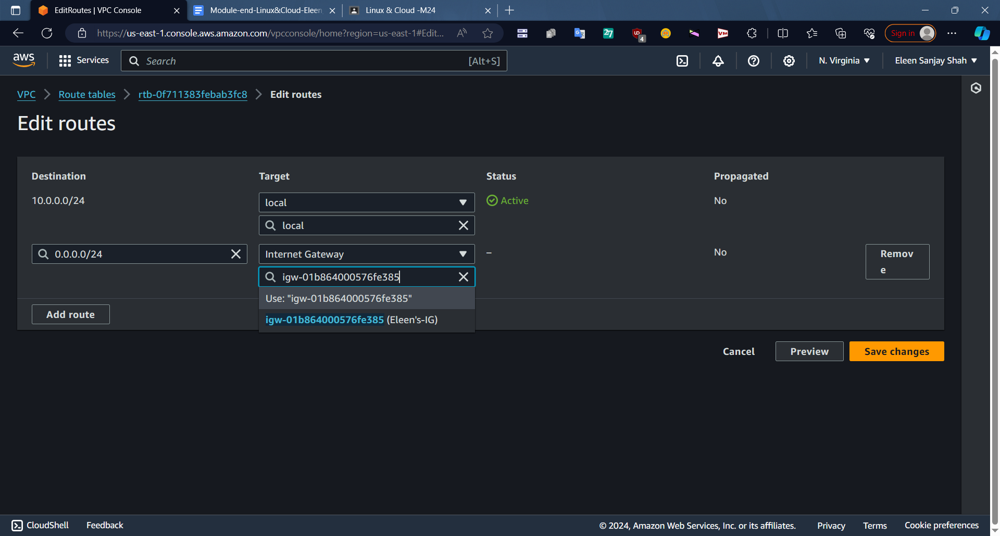 EditRoutes | VPC Console
Module-end-Linux&Cloud-Eleen
Linux & Cloud -M24
https://us-east-1.console.aws.amazon.com/vpcconsole/home?region=us-east-1#Edit...
27
4
VM
Sign in
aws
Services
Search
[Alt+S]
N. Virginia
Eleen Sanjay Shah
VPC
Route tables
rtb-0f711383febab3fc8
Edit routes
Edit routes
Destination
Target
Status
Propagated
10.0.0.0/24
local
Active
No
local
0.0.0.0/24
Internet Gateway
–
No
Remov
e
igw-01b864000576fe385
Use: "igw-01b864000576fe385"
igw-01b864000576fe385 (Eleen's-IG)
Add route
Cancel
Preview
Save changes
CloudShell
Feedback
© 2024, Amazon Web Services, Inc. or its affiliates.
Privacy
Terms
Cookie preferences